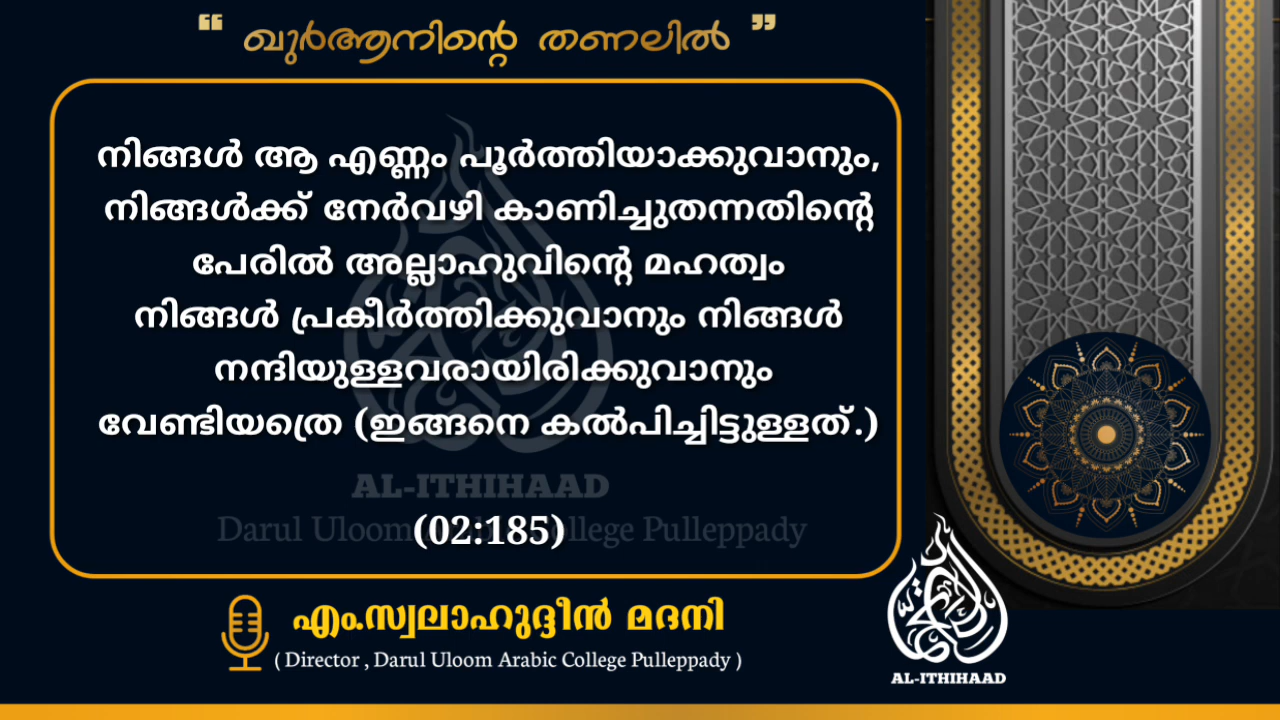 “ ഖുർആനിന്റെ തണലിൽ ”
നിങ്ങൾ ആ എണ്ണം പൂർത്തിയാക്കുവാനും,
നിങ്ങൾക്ക് നേർവഴി കാണിച്ചുതന്നതിന്റെ
പേരിൽ അല്ലാഹുവിന്റെ മഹത്വം
നിങ്ങൾ പ്രകീർത്തിക്കുവാനും നിങ്ങൾ
നന്ദിയുള്ളവരായിരിക്കുവാനും
വേണ്ടിയത്രെ (ഇങ്ങനെ കൽപിച്ചിട്ടുള്ളത്.)
AL-ITHIHAAD
Darul Uloom Arabic College Pulleppady
(02:185)
എം.സ്വലാഹുദ്ദീൻ മദനി
( Director , Darul Uloom Arabic College Pulleppady )
AL-ITHIHAAD